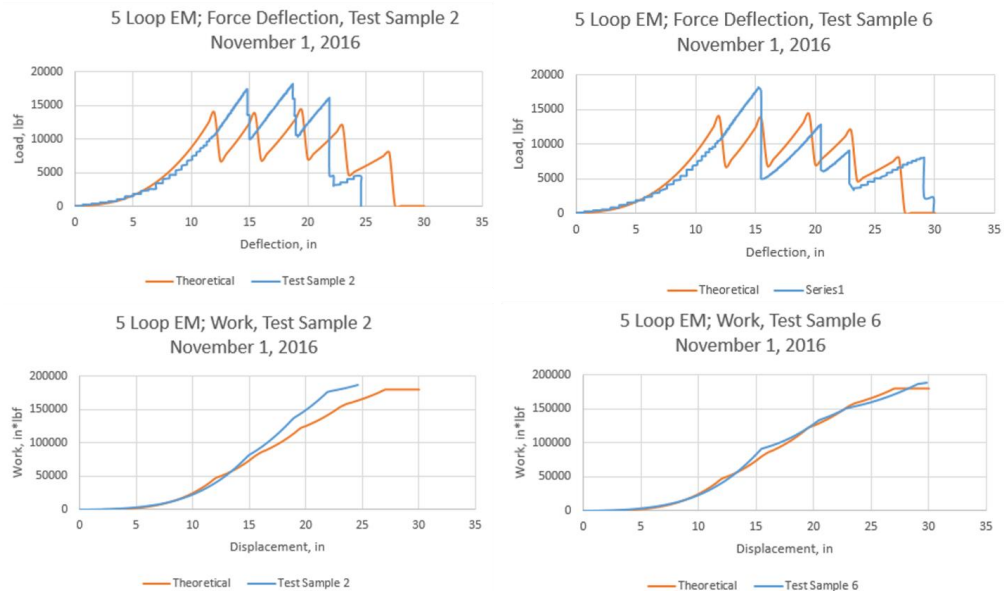 5 Loop EM; Force Deflection, Test Sample 2
November 1, 2016
20000
15000
10000
5000
0
Load, lbf
0 5 10 15 20 25 30 35
Deflection, in
Theoretical Test Sample 2
5 Loop EM; Force Deflection, Test Sample 6
November 1, 2016
20000
15000
10000
5000
0
Load, lbf
0 5 10 15 20 25 30 35
Deflection, in
Theoretical Series1
5 Loop EM; Work, Test Sample 2
November 1, 2016
200000
150000
100000
50000
0
Work, in*lbf
0 5 10 15 20 25 30 35
Displacement, in
Theoretical Test Sample 2
5 Loop EM; Work, Test Sample 6
November 1, 2016
200000
150000
100000
50000
0
Work, in*lbf
0 5 10 15 20 25 30 35
Displacement, in
Theoretical Test Sample 6